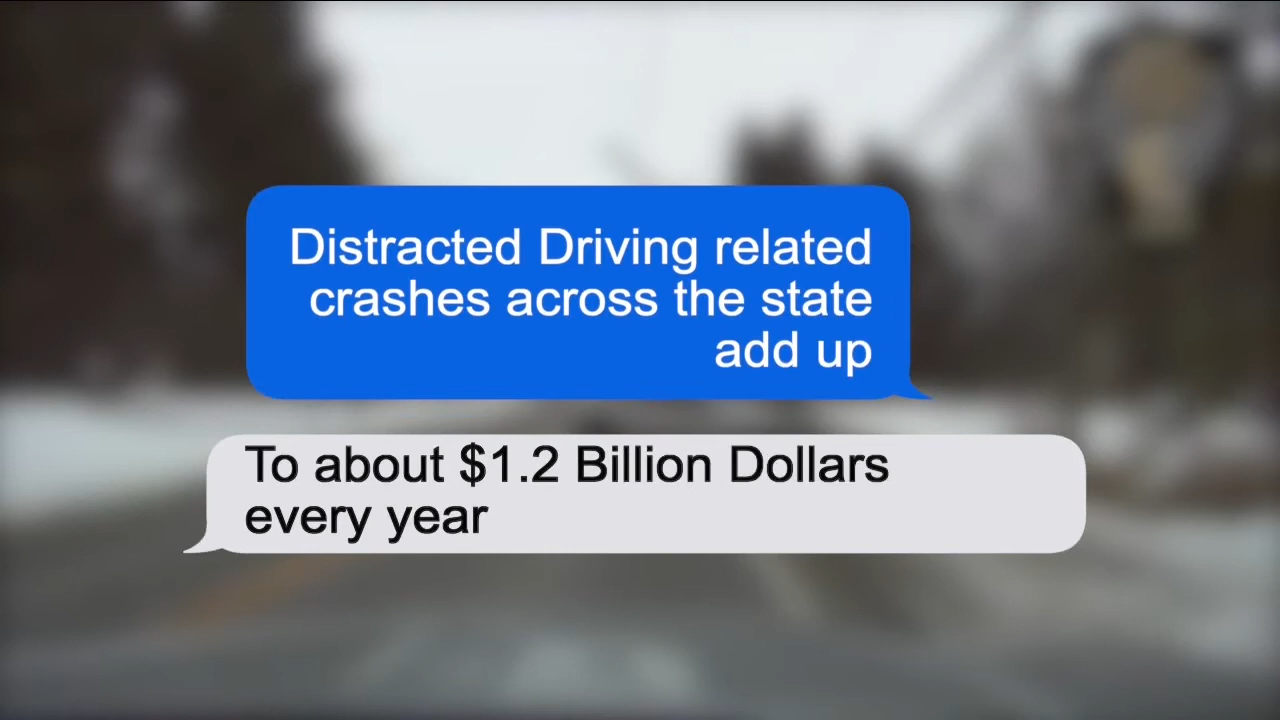 Distracted Driving related
crashes across the state
add up
To about $1.2 Billion Dollars
every year